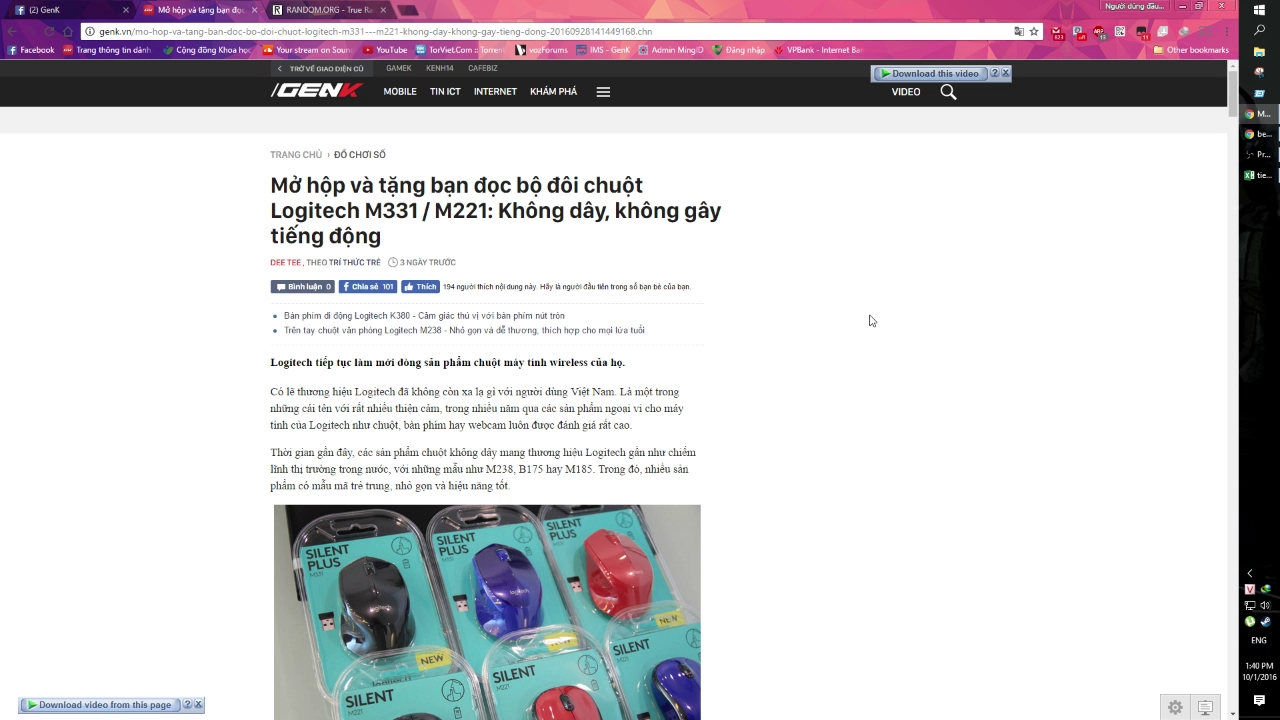 (2) GenK
Mở hộp và tặng bạn đọc
RANDOM.ORG - True Ra
Người dùng đầu...
genk.vn/mo-hop-va-tang-ban-doc-bo-doi-chuot-logitech-m331---m221-khong-day-khong-gay-tieng-dong-20160928141449168.chn
Facebook
Trang thông tin dành
Cộng đồng Khoa học
Your stream on Sound
YouTube
TorViet.Com :: Torrent
vozForums
IMS - GenK
Admin MingID
Đăng nhập
VPBank - Internet Ban
Other bookmarks
TRỞ VỀ GIAO DIỆN CŨ
GAMEK
KENH14
CAFEBIZ
Download this video
GENK
MOBILE
TIN ICT
INTERNET
KHÁM PHÁ
VIDEO
TRANG CHỦ › ĐỒ CHƠI SỐ
Mở hộp và tặng bạn đọc bộ đôi chuột
Logitech M331 / M221: Không dây, không gây
tiếng động
DEE TEE , THEO TRÍ THỨC TRẺ 3 NGÀY TRƯỚC
Bình luận 0
Chia sẻ 101
Thích
194 người thích nội dung này. Hãy là người đầu tiên trong số bạn bè của bạn.
Bàn phím di động Logitech K380 - Cảm giác thú vị với bàn phím nút tròn
Trên tay chuột văn phòng Logitech M238 - Nhỏ gọn và dễ thương, thích hợp cho mọi lứa tuổi
Logitech tiếp tục làm mới dòng sản phẩm chuột máy tính wireless của họ.
Có lẽ thương hiệu Logitech đã không còn xa lạ gì với người dùng Việt Nam. Là một trong
những cái tên với rất nhiều thiện cảm, trong nhiều năm qua các sản phẩm ngoại vi cho máy
tính của Logitech như chuột, bàn phím hay webcam luôn được đánh giá rất cao.
Thời gian gần đây, các sản phẩm chuột không dây mang thương hiệu Logitech gần như chiếm
lĩnh thị trường trong nước, với những mẫu như M238, B175 hay M185. Trong đó, nhiều sản
phẩm có mẫu mã trẻ trung, nhỏ gọn và hiệu năng tốt.
SILENT
PLUS
M331
SILENT
PLUS
SILENT
PLUS
logitech
NEW
NEW
NEW
SILENT
M221
SILENT
M221
SILENT
Download video from this page
M...
be...
Pr...
tie...
ENG
1:40 PM
10/1/2016